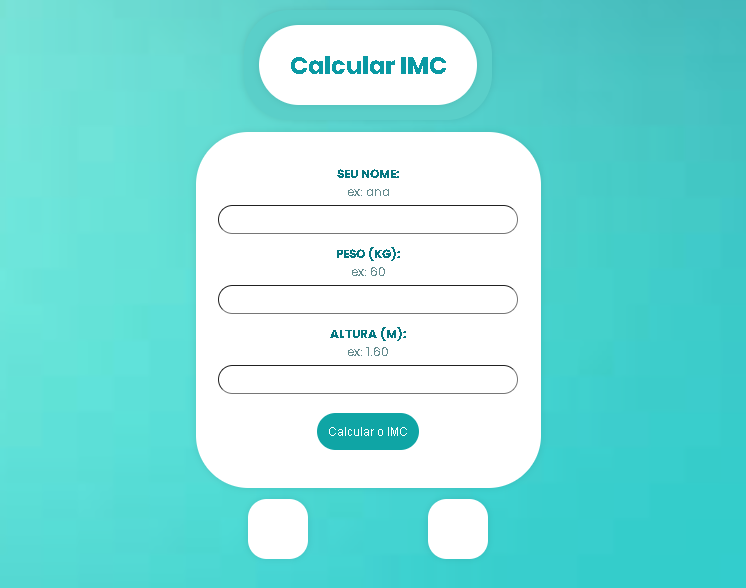 Calcular IMC
SEU NOME:
ex: ana
PESO (KG):
ex: 60
ALTURA (M):
ex: 1.60
Calcular o IMC